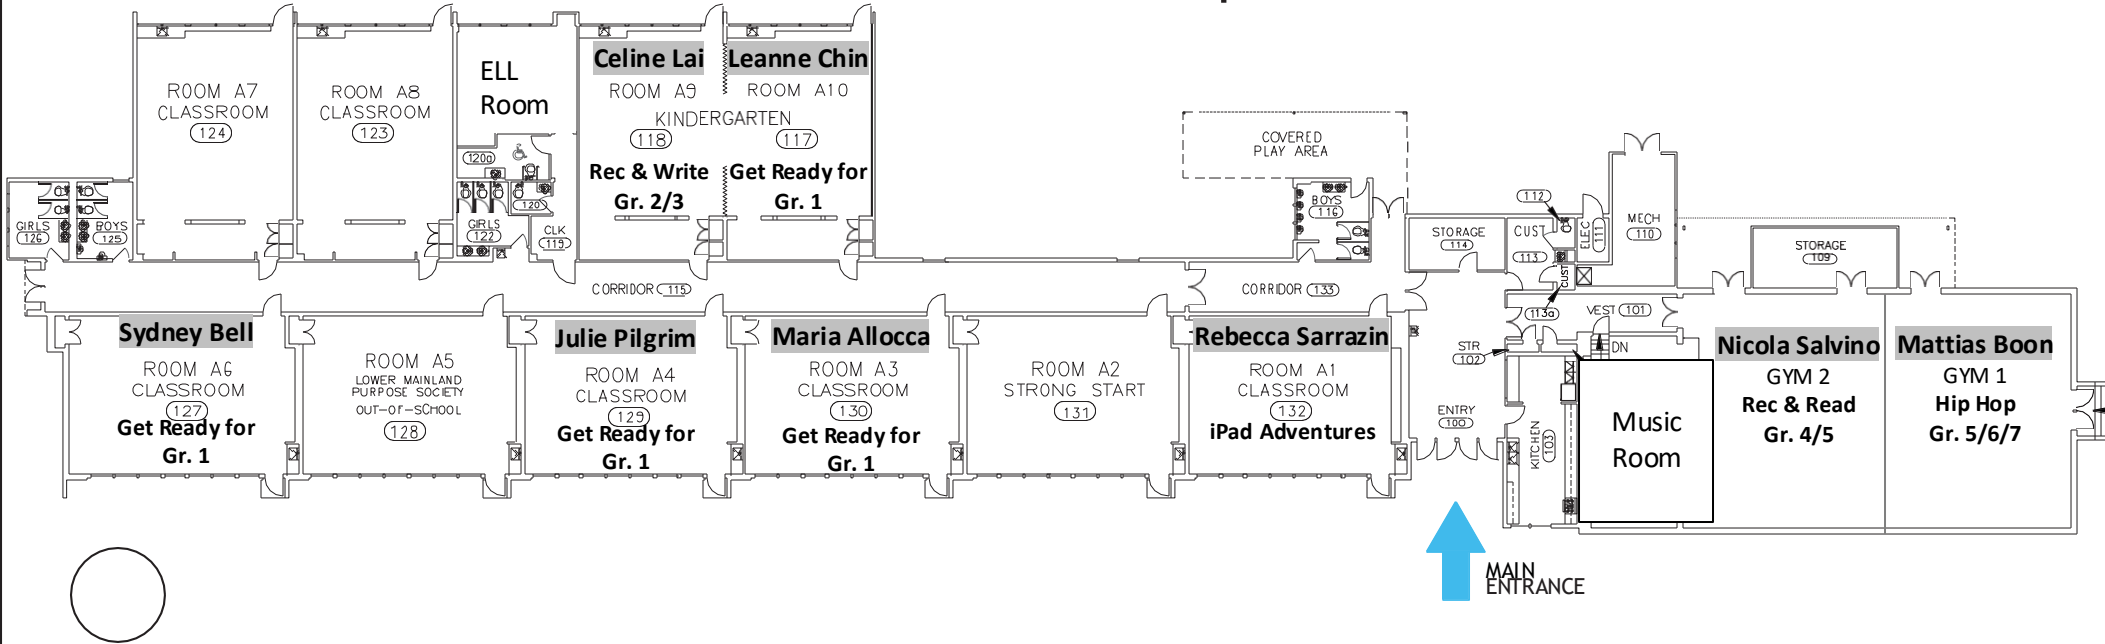 Celine Lai
Leanne Chin
ELL
Room
ROOM A7
CLASSROOM
124
ROOM A8
CLASSROOM
123
ROOM A9
ROOM A10
KINDERGARTEN
118
117
Rec & Write
Gr. 2/3
Get Ready for
Gr. 1
120a
120
GIRLS
122
CLK
119
GIRLS
126
BOYS
125
COVERED
PLAY AREA
BOYS
116
STORAGE
114
112
CUST
113
ELEC
111
MECH
110
CUST
113a
STORAGE
109
CORRIDOR 115
CORRIDOR 133
VEST 101
DN
STR
102
Sydney Bell
ROOM A6
CLASSROOM
127
Get Ready for
Gr. 1
ROOM A5
LOWER MAINLAND
PURPOSE SOCIETY
OUT-OF-SCHOOL
128
Julie Pilgrim
ROOM A4
CLASSROOM
129
Get Ready for
Gr. 1
Maria Allocca
ROOM A3
CLASSROOM
130
Get Ready for
Gr. 1
ROOM A2
STRONG START
131
Rebecca Sarrazin
ROOM A1
CLASSROOM
132
iPad Adventures
ENTRY
100
KITCHEN
103
Music
Room
Nicola Salvino
GYM 2
Rec & Read
Gr. 4/5
Mattias Boon
GYM 1
Hip Hop
Gr. 5/6/7
MAIN
ENTRANCE